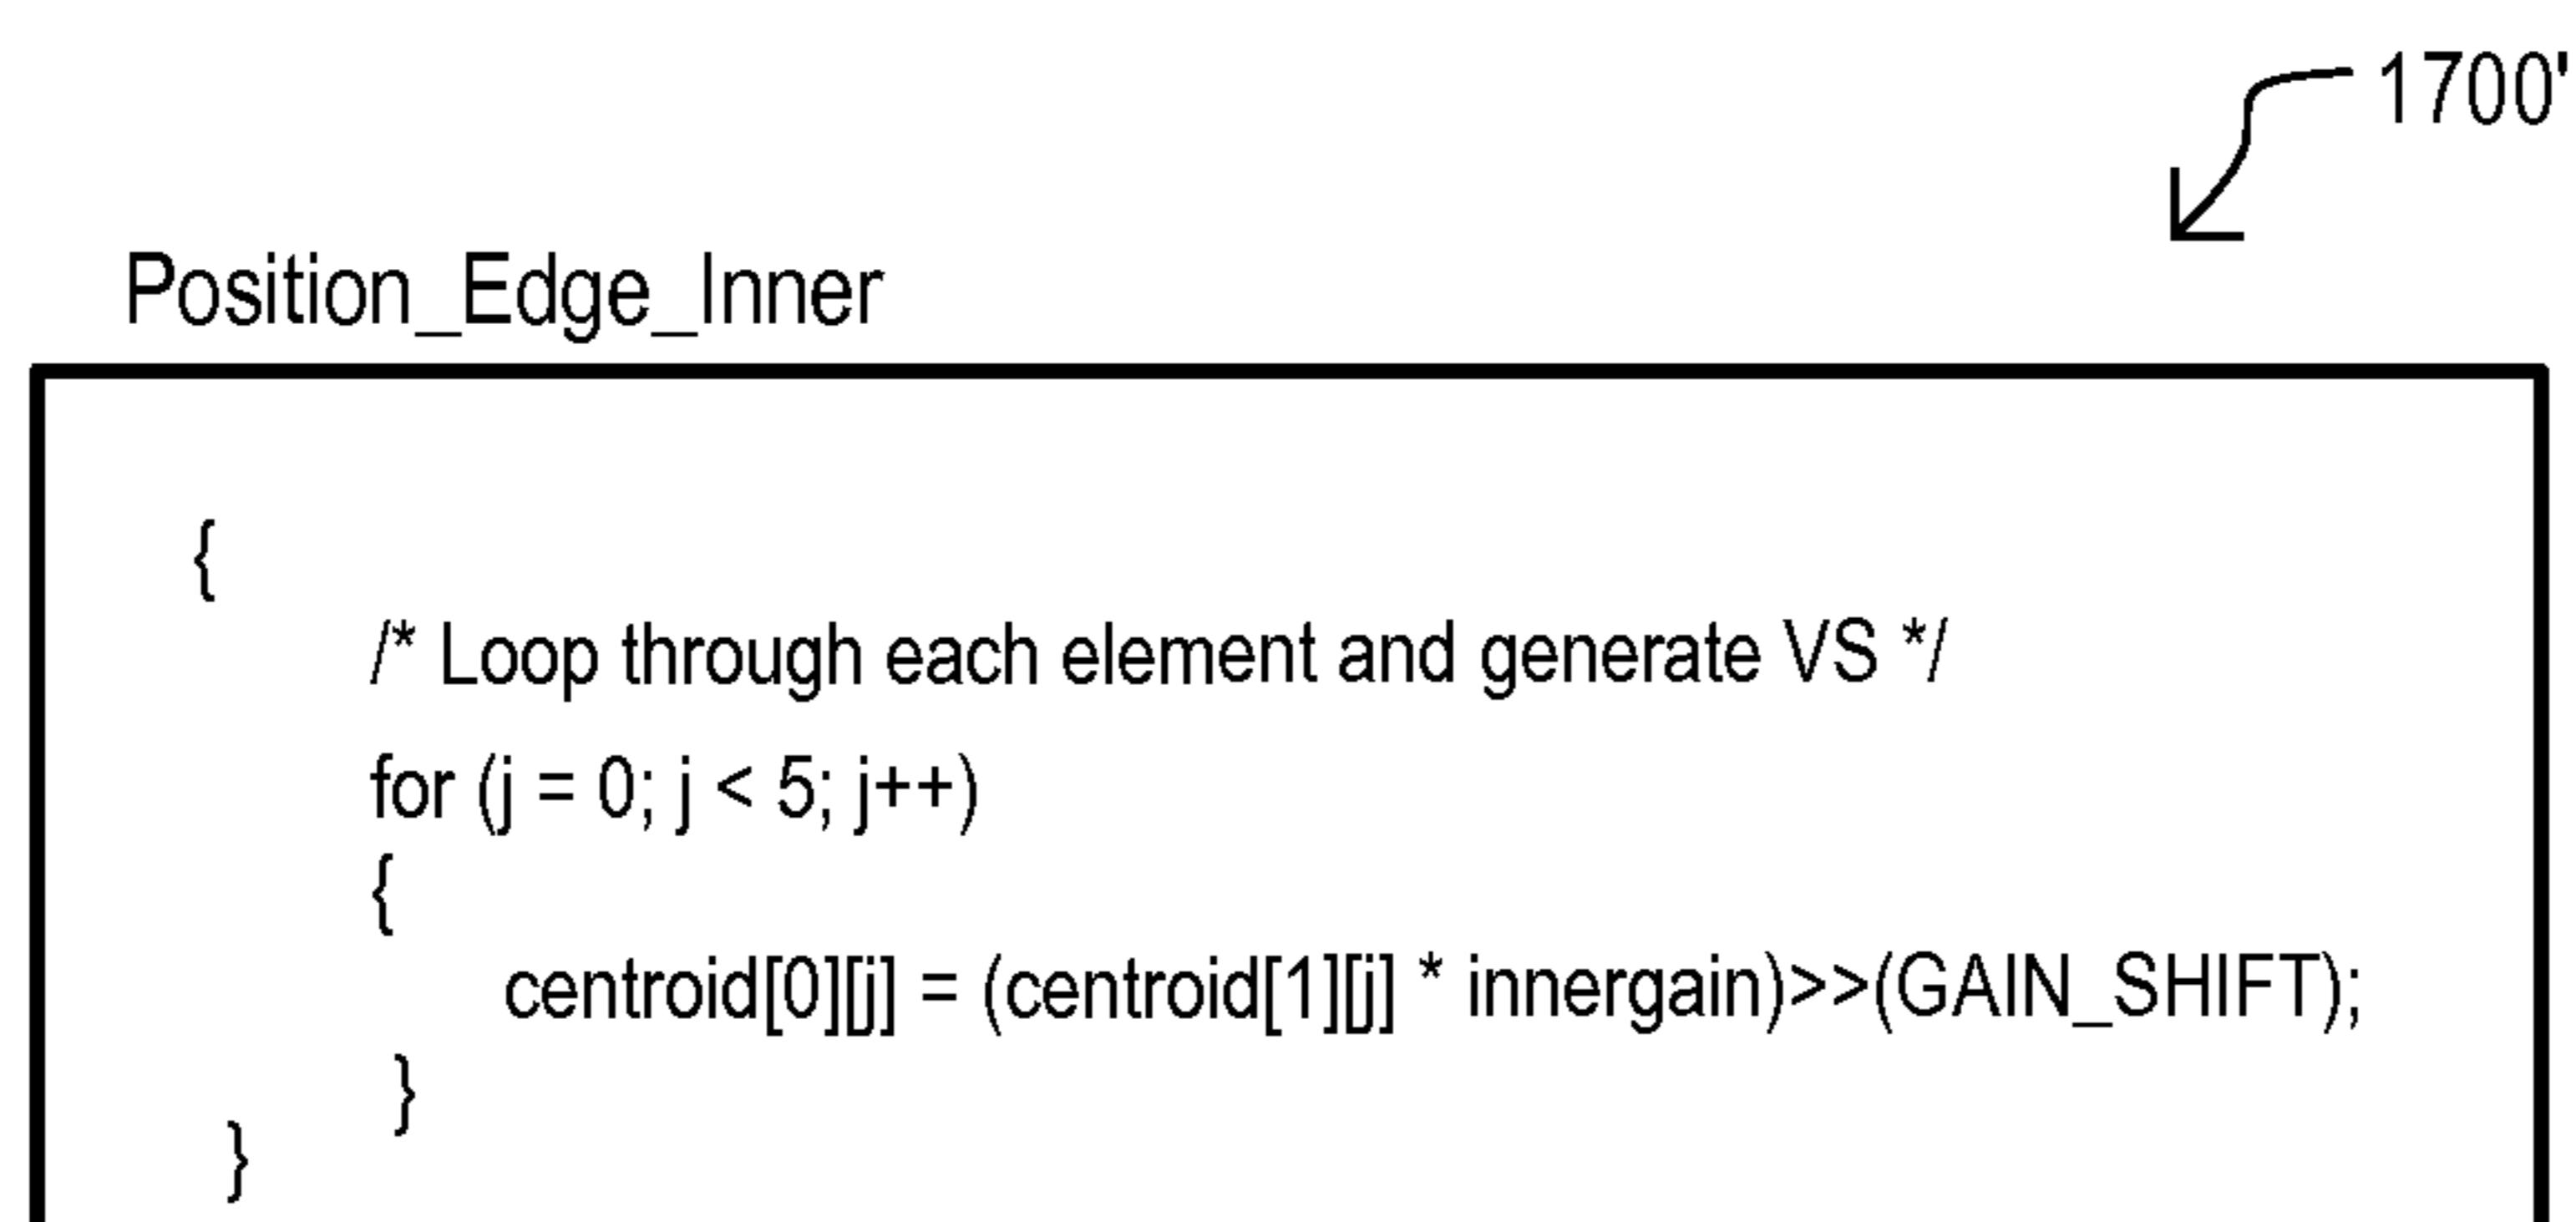 1700'
Position_Edge_Inner
{
/* Loop through each element and generate VS */
for (j = 0; j < 5; j++)
{
centroid[0][j] = (centroid[1][j] * innergain)>>(GAIN_SHIFT);
}
}